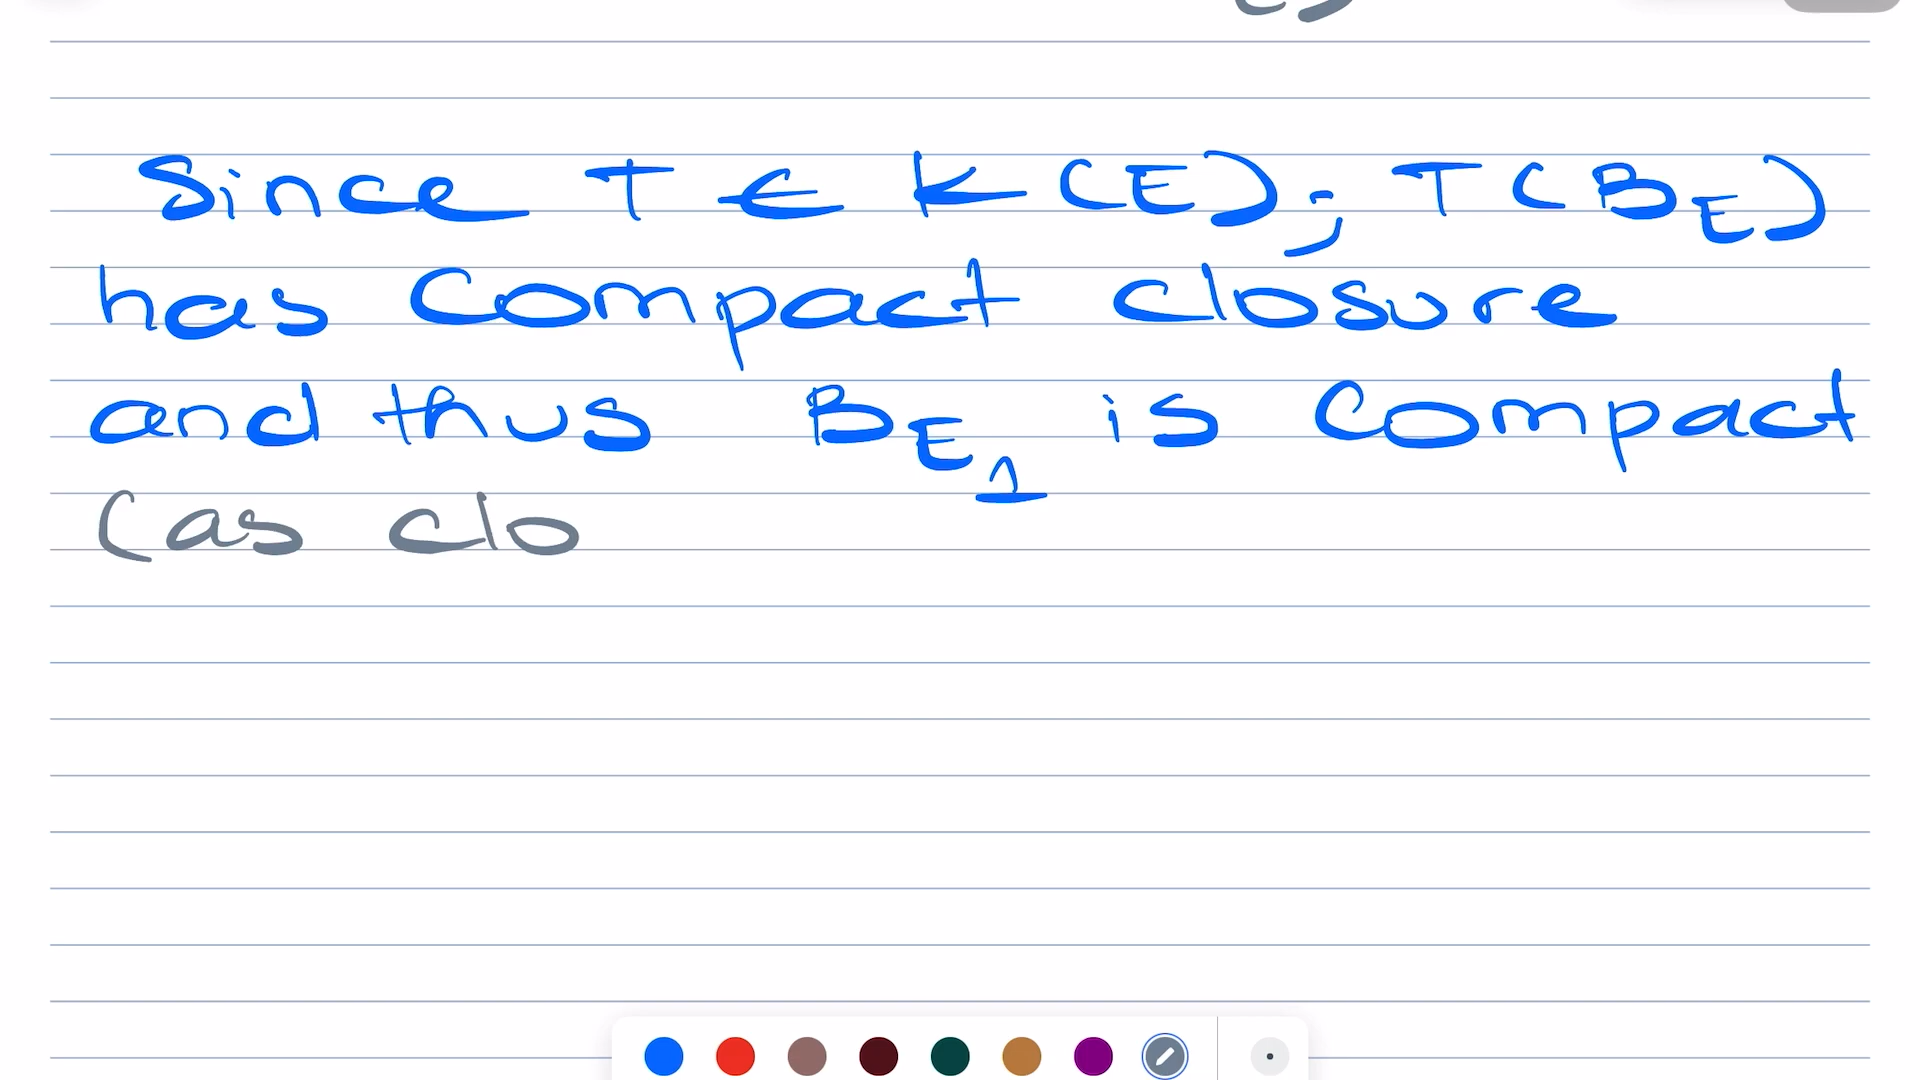 Since T ∈ K(E); T(B_E)
has compact closure
and thus B_{E_1} is compact
(as clo